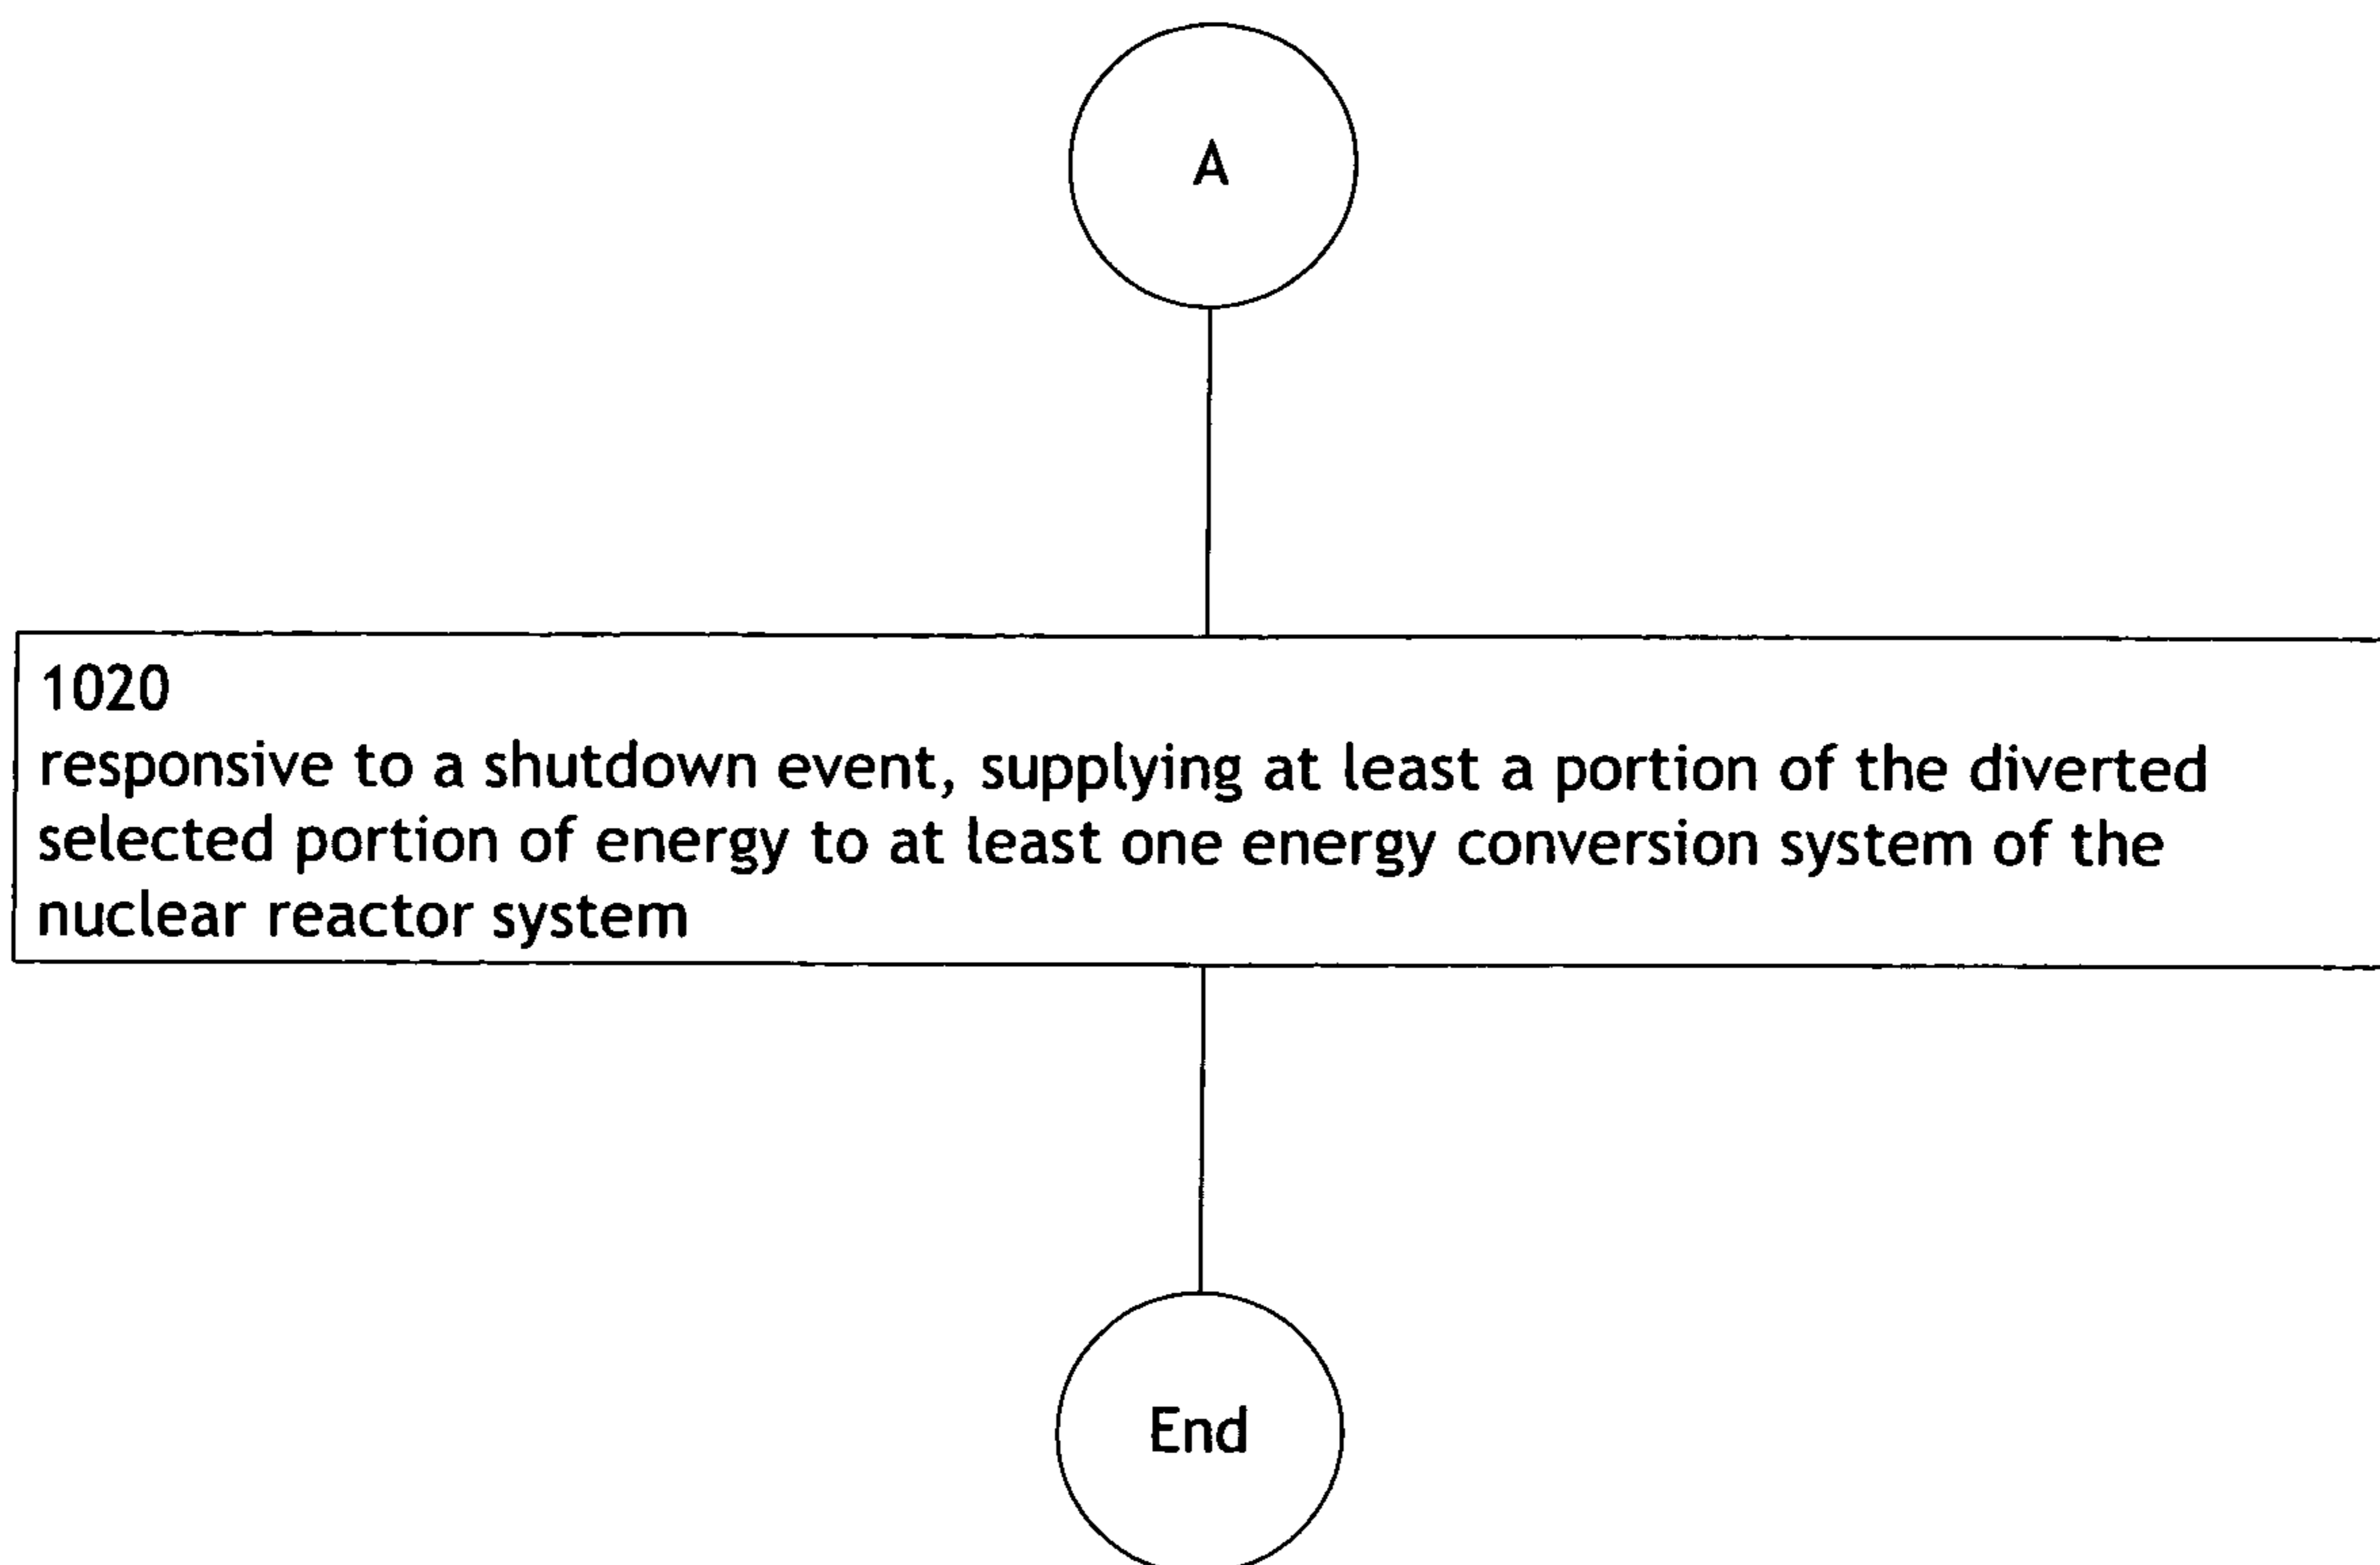 A
1020
responsive to a shutdown event, supplying at least a portion of the diverted
selected portion of energy to at least one energy conversion system of the
nuclear reactor system
End